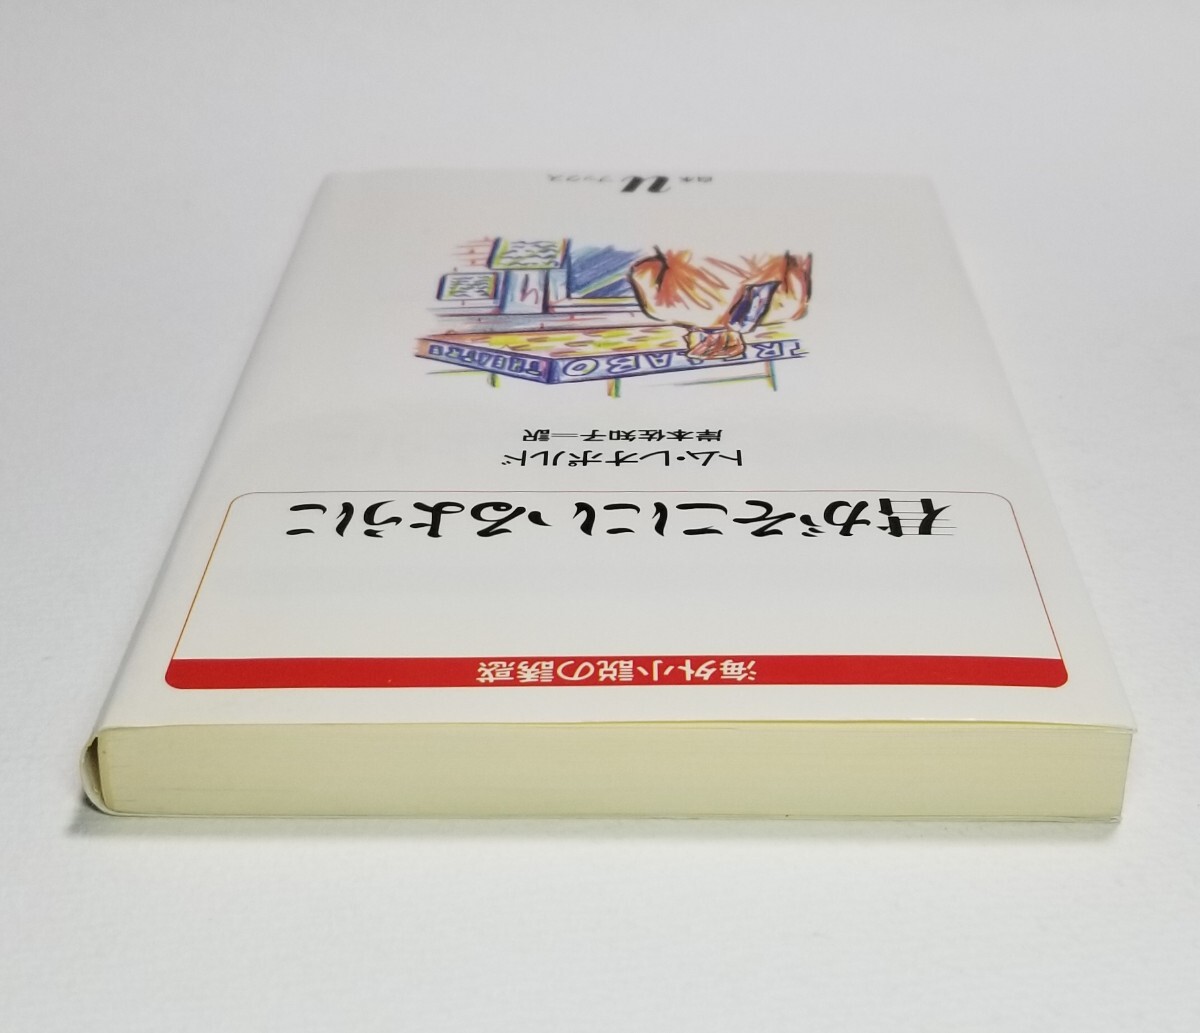 海外小説の誘惑
君がそこにいるように
トム・レオポルド
岸本佐知子=訳
白水 u ブックス